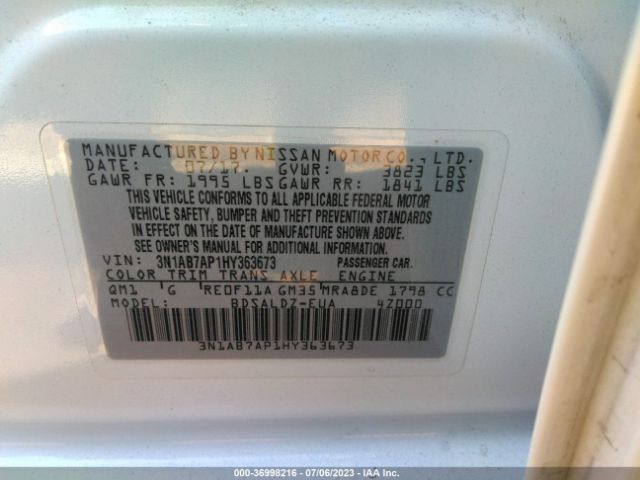 MANUFACTURED BY NISSAN MOTOR CO., LTD.
DATE: 07/17. GVWR: 3823 LBS
GAWR FR: 1995 LBS GAWR RR: 1841 LBS
THIS VEHICLE CONFORMS TO ALL APPLICABLE FEDERAL MOTOR
VEHICLE SAFETY, BUMPER AND THEFT PREVENTION STANDARDS
IN EFFECT ON THE DATE OF MANUFACTURE SHOWN ABOVE.
SEE OWNER'S MANUAL FOR ADDITIONAL INFORMATION.
VIN: 3N1AB7AP1HY363673 PASSENGER CAR.
COLOR TRIM TRANS AXLE ENGINE
QM1 G RE0F11A GM35 MRA8DE 1798 CC
MODEL: BDSALDZ-EUA 4Z000
3N1AB7AP1HY363673
000-36998216 - 07/06/2023 - IAA Inc.